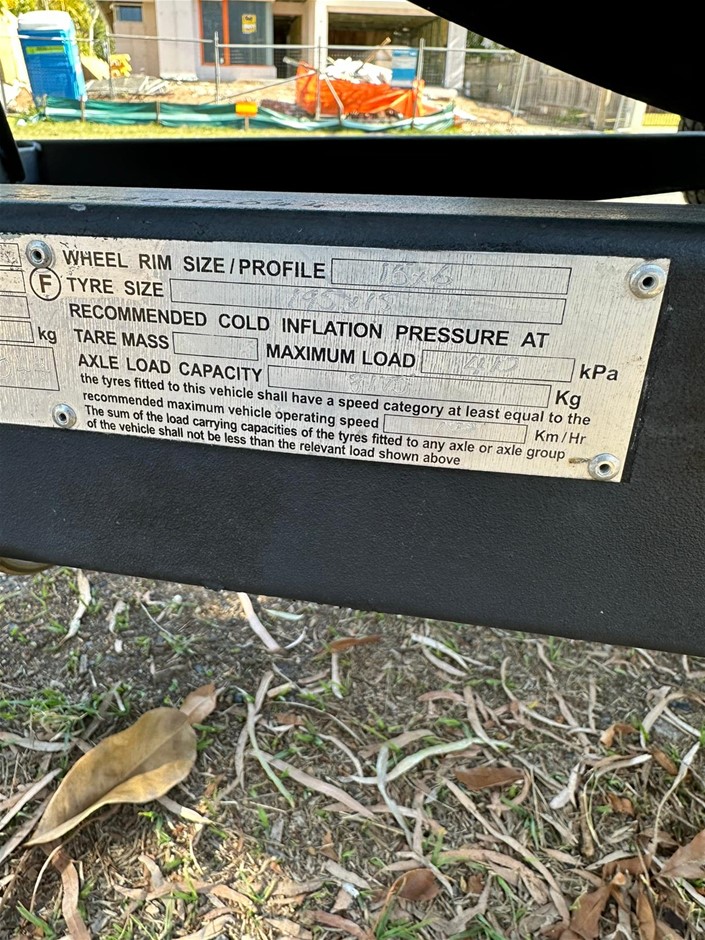 WHEEL RIM SIZE/PROFILE 15x6
F TYRE SIZE
RECOMMENDED COLD INFLATION PRESSURE AT
kg TARE MASS MAXIMUM LOAD kPa
AXLE LOAD CAPACITY Kg
the tyres fitted to this vehicle shall have a speed category at least equal to the
recommended maximum vehicle operating speed Km/Hr
The sum of the load carrying capacities of the tyres fitted to any axle or axle group
of the vehicle shall not be less than the relevant load shown above